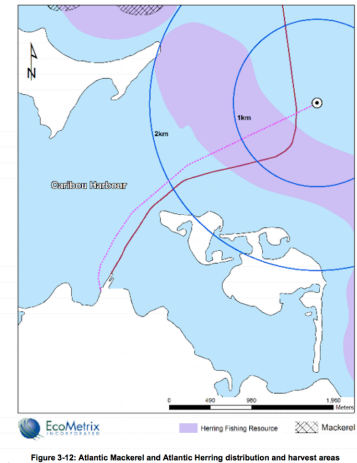 N
1km
2km
Caribou Harbour
0 490 980 1,960
Meters
EcoMetrix
INCORPORATED
Herring Fishing Resource
Mackerel
Figure 3-12: Atlantic Mackerel and Atlantic Herring distribution and harvest areas